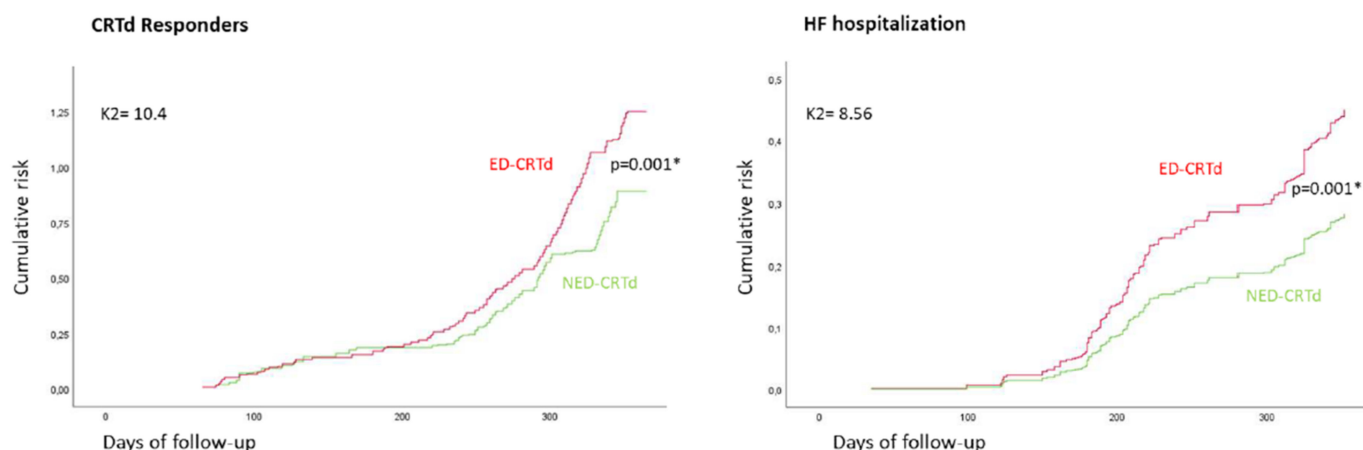 CRTd Responders
K2= 10.4
1,25
1,00
0,75
0,50
0,25
0,00
Cumulative risk
ED-CRTd
p=0.001*
NED-CRTd
0 100 200 300
Days of follow-up
HF hospitalization
K2= 8.56
0,5
0,4
0,3
0,2
0,1
0,0
Cumulative risk
ED-CRTd
p=0.001*
NED-CRTd
0 100 200 300
Days of follow-up